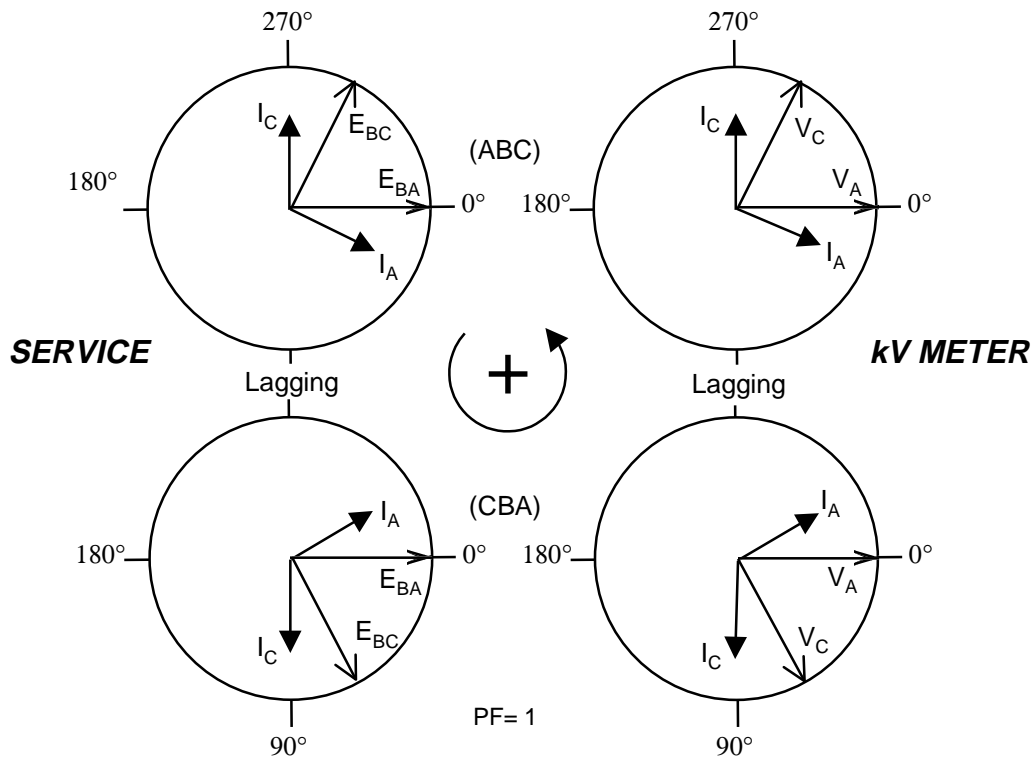 270° 270°
I_C E_BC I_C V_C
(ABC)
180° E_BA 0° 180° V_A 0°
I_A I_A
SERVICE + kV METER
Lagging Lagging
I_A (CBA) I_A
180° 0° 180° 0°
E_BA V_A
I_C E_BC I_C V_C
PF= 1
90° 90°